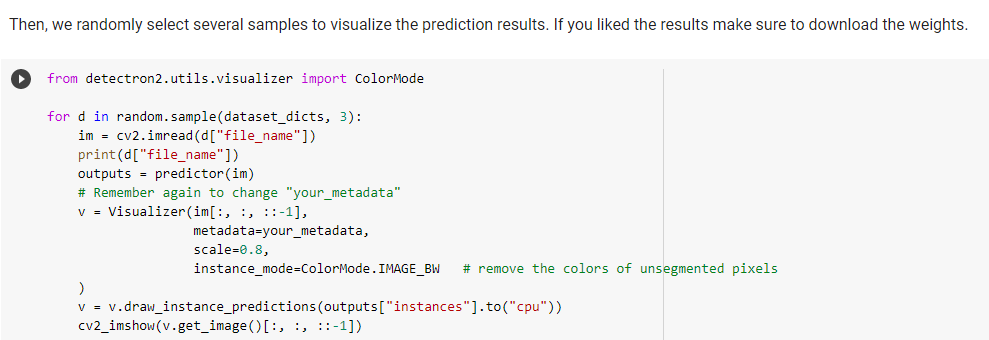 Then, we randomly select several samples to visualize the prediction results. If you liked the results make sure to download the weights.
from detectron2.utils.visualizer import ColorMode
for d in random.sample(dataset_dicts, 3):
    im = cv2.imread(d["file_name"])
    print(d["file_name"])
    outputs = predictor(im)
    # Remember again to change "your_metadata"
    v = Visualizer(im[:, :, ::-1],
                   metadata=your_metadata,
                   scale=0.8,
                   instance_mode=ColorMode.IMAGE_BW   # remove the colors of unsegmented pixels
    )
    v = v.draw_instance_predictions(outputs["instances"].to("cpu"))
    cv2_imshow(v.get_image()[:, :, ::-1])